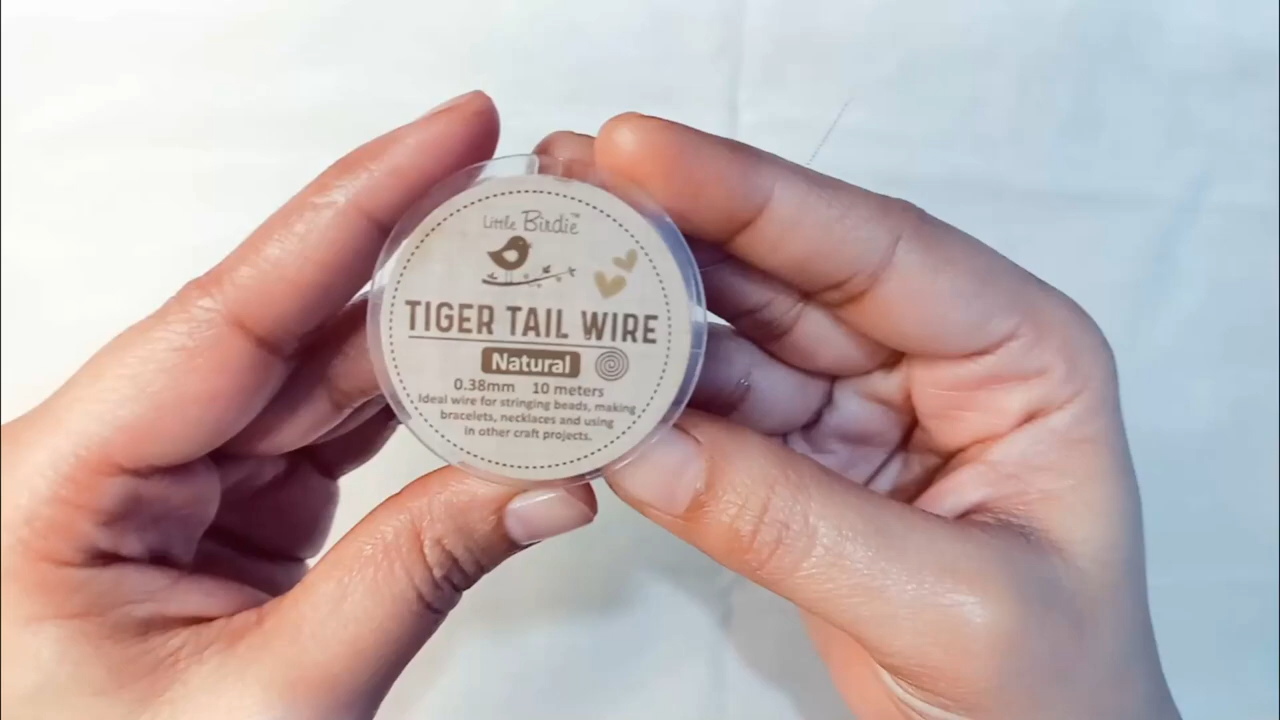 Little Birdie™
TIGER TAIL WIRE
Natural
0.38mm 10 meters
Ideal wire for stringing beads, making
bracelets, necklaces and using
in other craft projects.